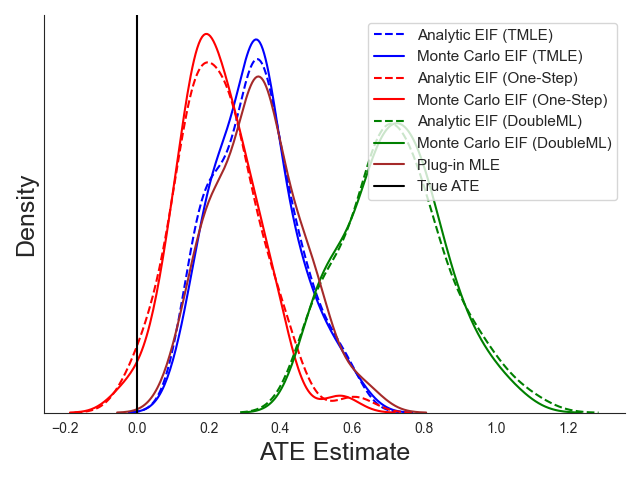 Analytic EIF (TMLE)
Monte Carlo EIF (TMLE)
Analytic EIF (One-Step)
Monte Carlo EIF (One-Step)
Analytic EIF (DoubleML)
Monte Carlo EIF (DoubleML)
Plug-in MLE
True ATE
Density
−0.2 0.0 0.2 0.4 0.6 0.8 1.0 1.2
ATE Estimate